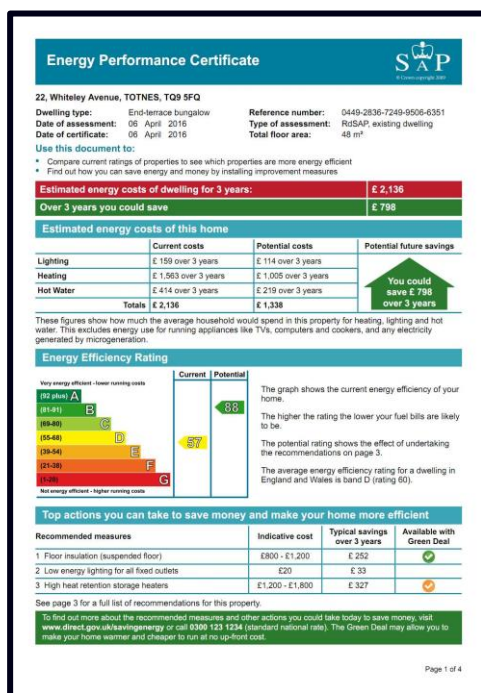 Energy Performance Certificate
SAP
© Crown copyright 2009
22, Whiteley Avenue, TOTNES, TQ9 5FQ
Dwelling type: End-terrace bungalow Reference number: 0449-2836-7249-9506-6351
Date of assessment: 06 April 2016 Type of assessment: RdSAP, existing dwelling
Date of certificate: 06 April 2016 Total floor area: 48 m²
Use this document to:
• Compare current ratings of properties to see which properties are more energy efficient
• Find out how you can save energy and money by installing improvement measures
Estimated energy costs of dwelling for 3 years: £ 2,136
Over 3 years you could save £ 798
Estimated energy costs of this home
Current costs Potential costs Potential future savings
Lighting £ 159 over 3 years £ 114 over 3 years
Heating £ 1,563 over 3 years £ 1,005 over 3 years
Hot Water £ 414 over 3 years £ 219 over 3 years
Totals £ 2,136 £ 1,338
You could
save £ 798
over 3 years
These figures show how much the average household would spend in this property for heating, lighting and hot
water. This excludes energy use for running appliances like TVs, computers and cookers, and any electricity
generated by microgeneration.
Energy Efficiency Rating
Current Potential
Very energy efficient - lower running costs
(92 plus) A
(81-91) B
(69-80) C
(55-68) D
(39-54) E
(21-38) F
(1-20) G
Not energy efficient - higher running costs
57
88
The graph shows the current energy efficiency of your
home.
The higher the rating the lower your fuel bills are likely
to be.
The potential rating shows the effect of undertaking
the recommendations on page 3.
The average energy efficiency rating for a dwelling in
England and Wales is band D (rating 60).
Top actions you can take to save money and make your home more efficient
Recommended measures Indicative cost Typical savings over 3 years Available with Green Deal
1 Floor insulation (suspended floor) £800 - £1,200 £ 252
2 Low energy lighting for all fixed outlets £20 £ 33
3 High heat retention storage heaters £1,200 - £1,800 £ 327
See page 3 for a full list of recommendations for this property.
To find out more about the recommended measures and other actions you could take today to save money, visit
www.direct.gov.uk/savingenergy or call 0300 123 1234 (standard national rate). The Green Deal may allow you to
make your home warmer and cheaper to run at no up-front cost.
Page 1 of 4